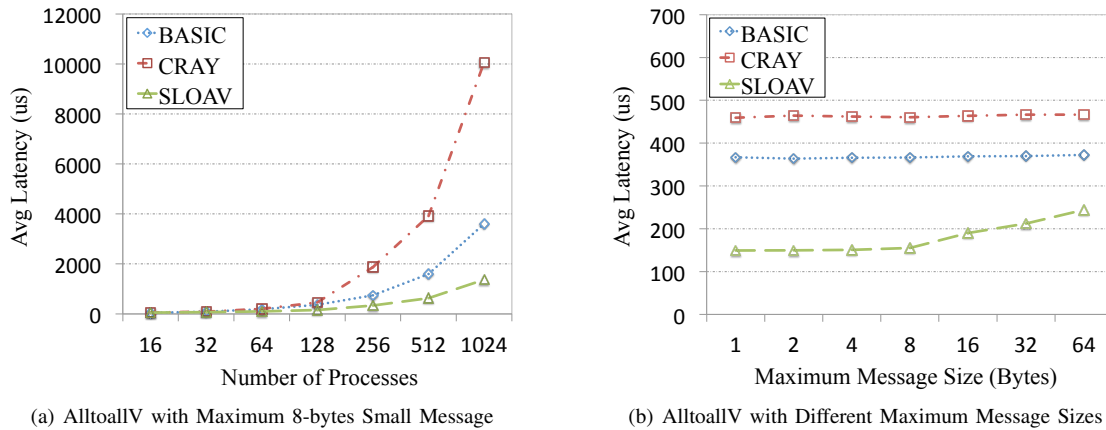 12000
10000
8000
6000
4000
2000
0
Avg Latency (us)
BASIC
CRAY
SLOAV
16 32 64 128 256 512 1024
Number of Processes
(a) AlltoallV with Maximum 8-bytes Small Message
700
600
500
400
300
200
100
0
Avg Latency (us)
BASIC
CRAY
SLOAV
1 2 4 8 16 32 64
Maximum Message Size (Bytes)
(b) AlltoallV with Different Maximum Message Sizes